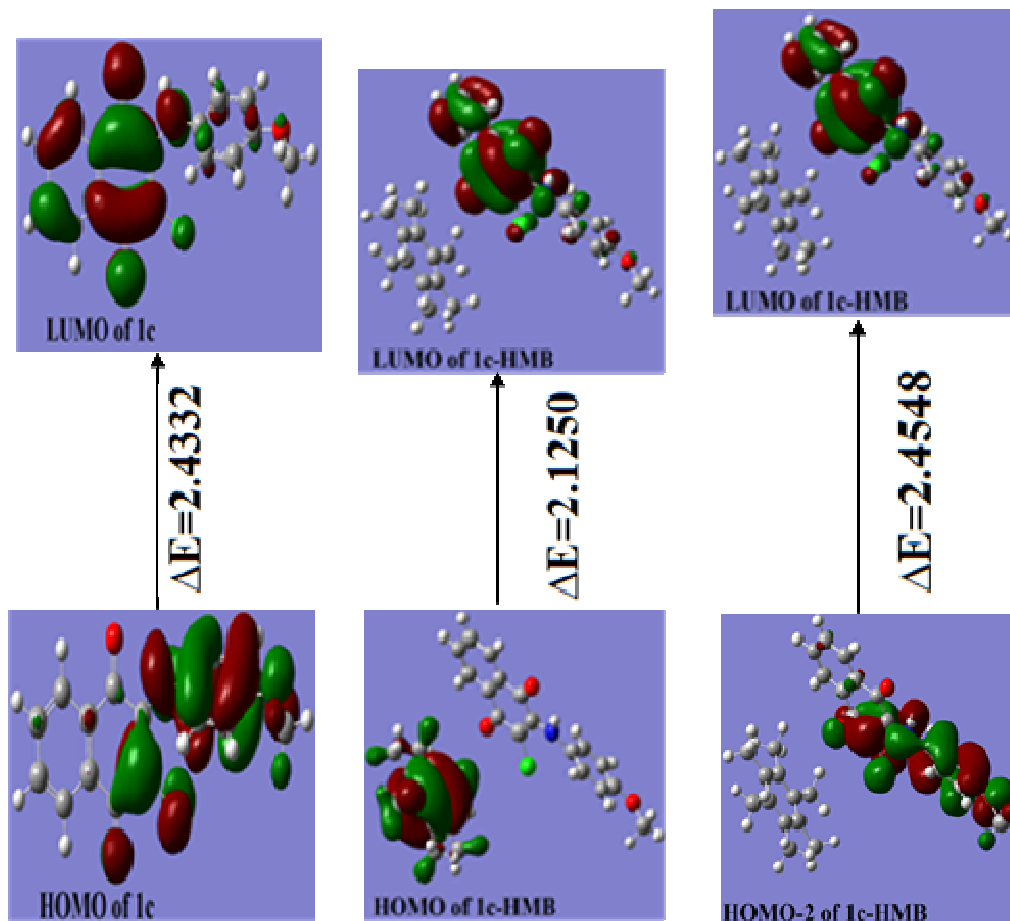 LUMO of 1c
LUMO of 1c-HMB
LUMO of 1c-HMB
ΔE=2.4332
ΔE=2.1250
ΔE=2.4548
HOMO of 1c
HOMO of 1c-HMB
HOMO-2 of 1c-HMB